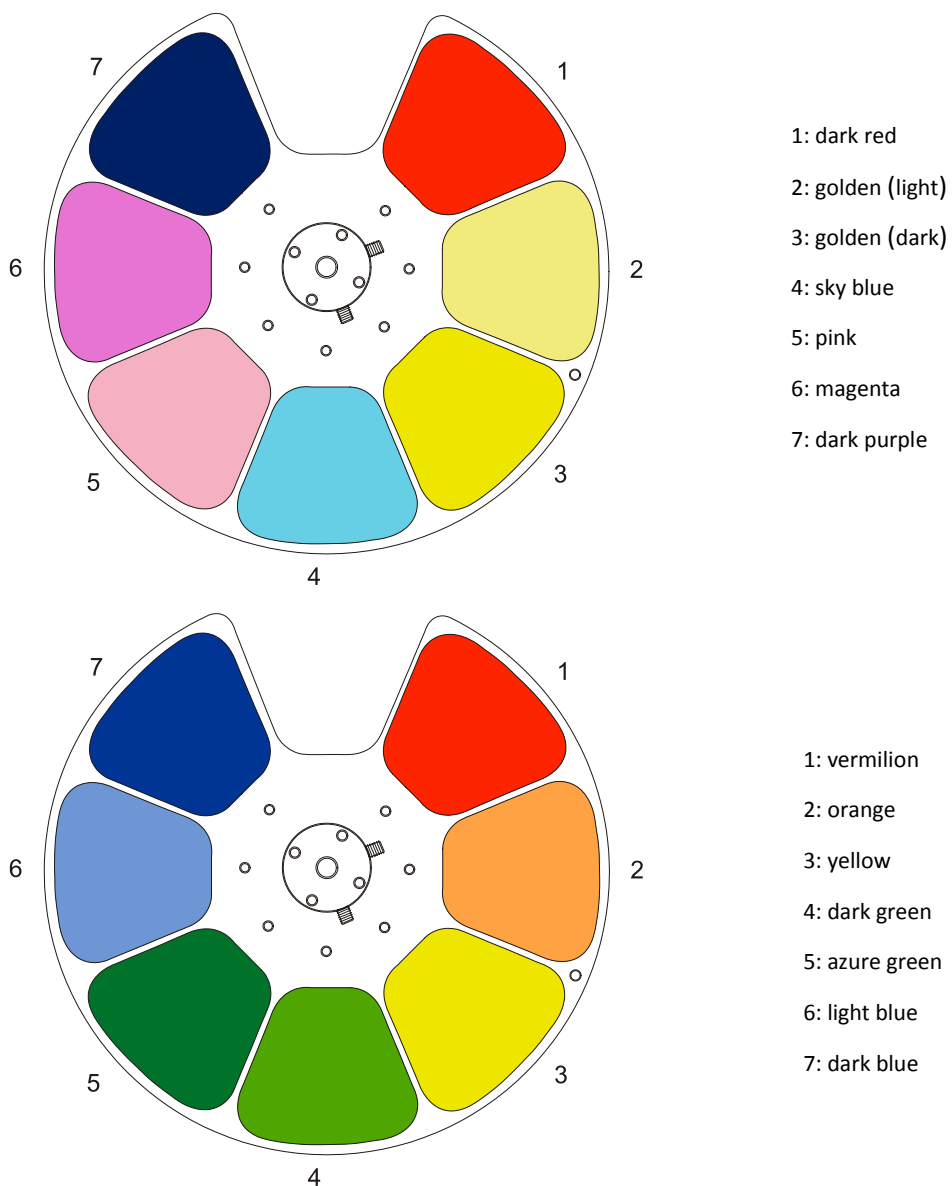 7
1
6
2
5
3
4
1: dark red
2: golden (light)
3: golden (dark)
4: sky blue
5: pink
6: magenta
7: dark purple
7
1
6
2
5
3
4
1: vermilion
2: orange
3: yellow
4: dark green
5: azure green
6: light blue
7: dark blue